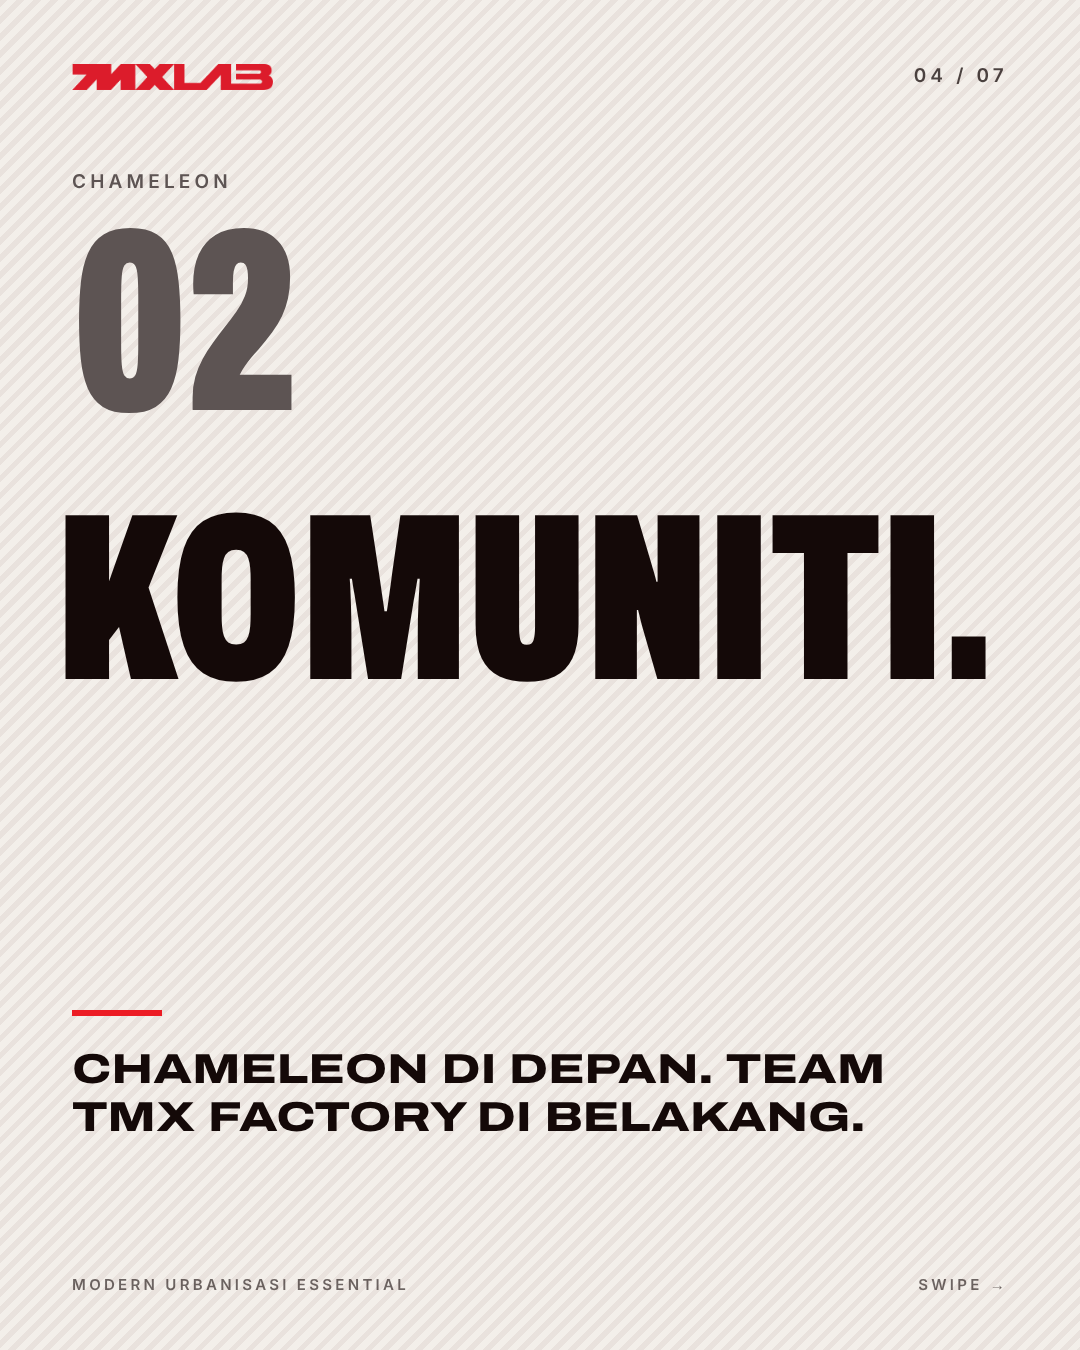 TMXLAB
04 / 07
CHAMELEON
02
KOMUNITI.
CHAMELEON DI DEPAN. TEAM
TMX FACTORY DI BELAKANG.
MODERN URBANISASI ESSENTIAL
SWIPE →